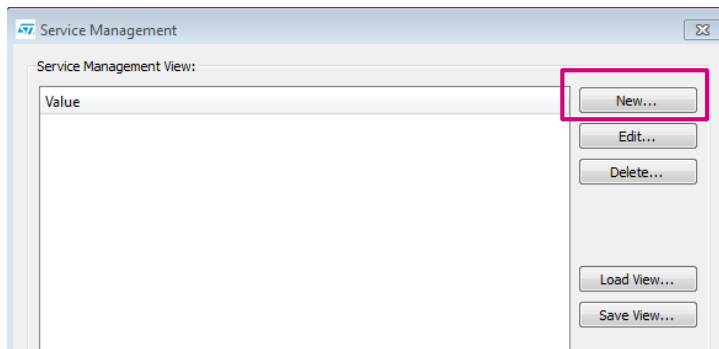 Service Management
Service Management View:
Value
New...
Edit...
Delete...
Load View...
Save View...